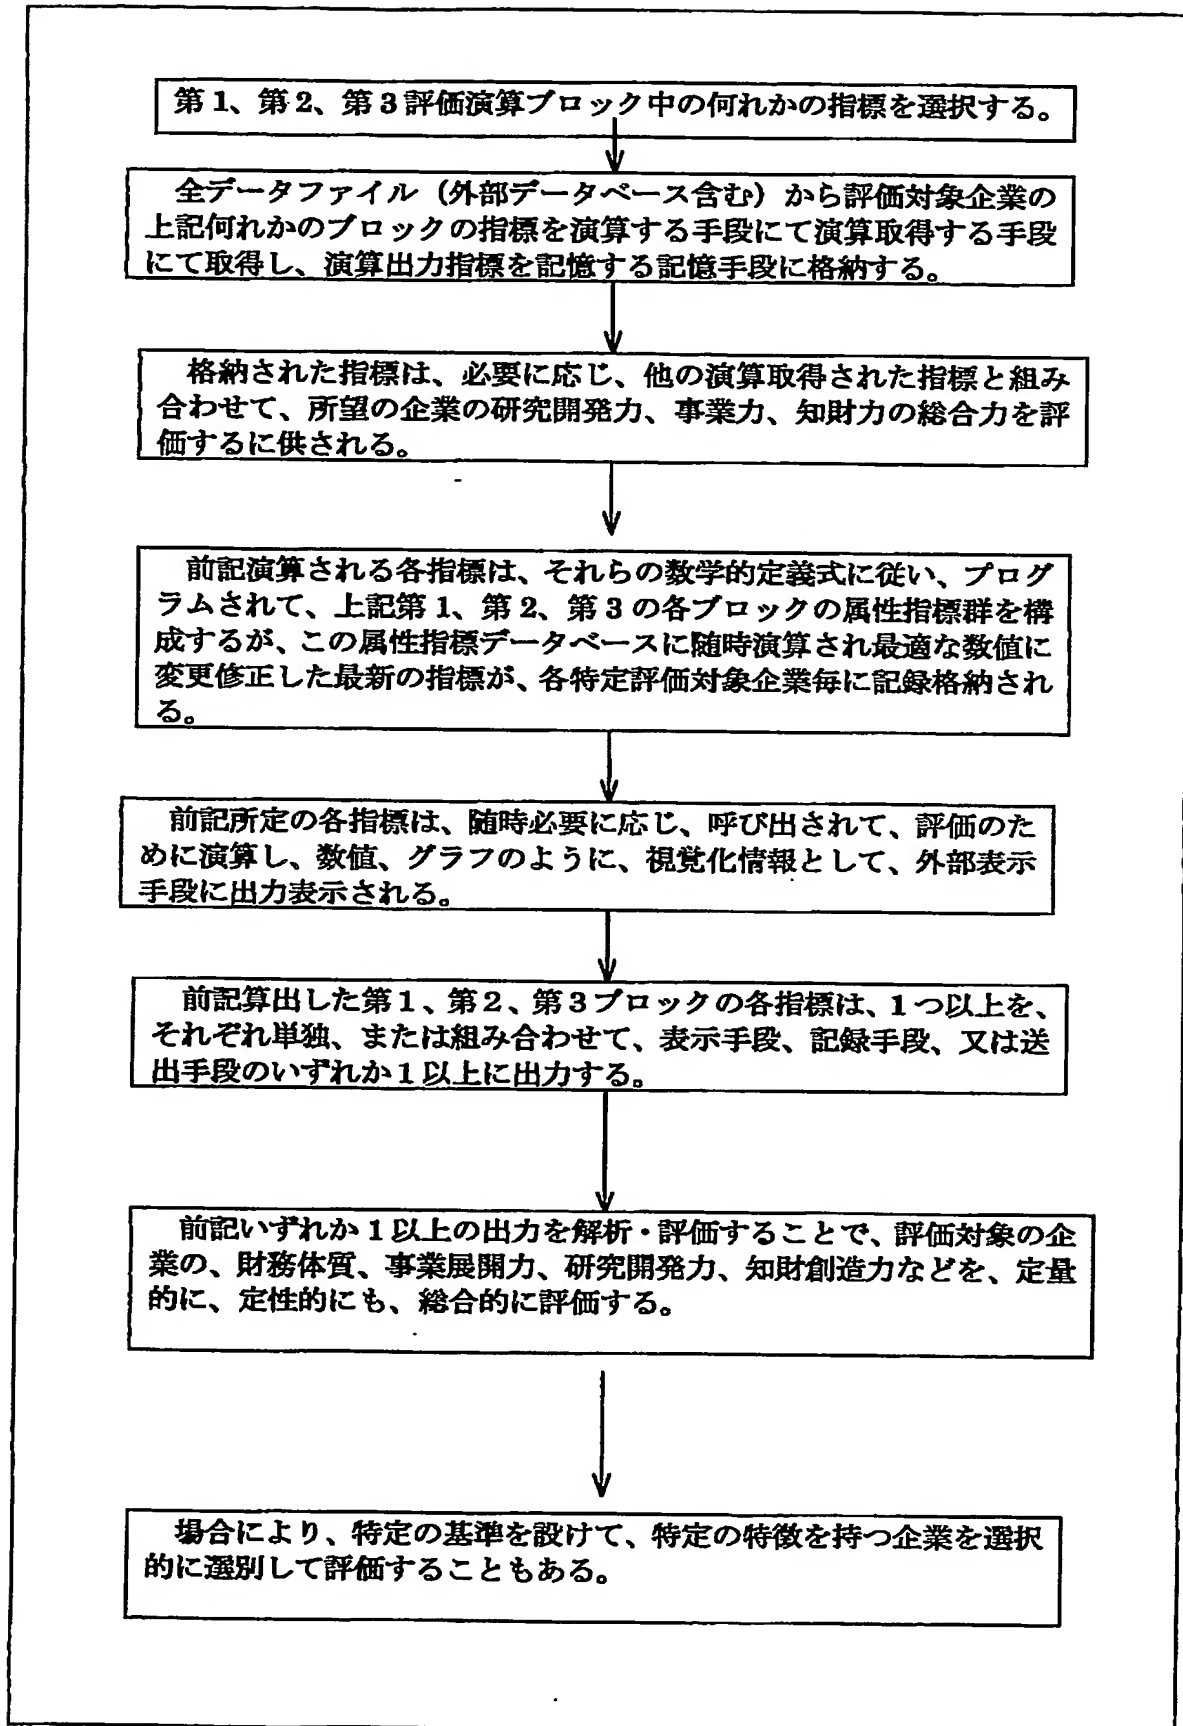 第1、第2、第3評価演算ブロック中の何れかの指標を選択する。
全データファイル(外部データベース含む)から評価対象企業の
上記何れかのブロックの指標を演算する手段にて演算取得する手段
にて取得し、演算出力指標を記憶する記憶手段に格納する。
格納された指標は、必要に応じ、他の演算取得された指標と組み
合わせて、所望の企業の研究開発力、事業力、知財力の総合力を評
価するに供される。
前記演算される各指標は、それらの数学的定義式に従い、プログ
ラムされて、上記第1、第2、第3の各ブロックの属性指標群を構
成するが、この属性指標データベースに随時演算され最適な数値に
変更修正した最新の指標が、各特定評価対象企業毎に記録格納され
る。
前記所定の各指標は、随時必要に応じ、呼び出されて、評価のた
めに演算し、数値、グラフのように、視覚化情報として、外部表示
手段に出力表示される。
前記算出した第1、第2、第3ブロックの各指標は、1つ以上を、
それぞれ単独、または組み合わせて、表示手段、記録手段、又は送
出手段のいずれか1以上に出力する。
前記いずれか1以上の出力を解析・評価することで、評価対象の企
業の、財務体質、事業展開力、研究開発力、知財創造力などを、定量
的に、定性的にも、総合的に評価する。
場合により、特定の基準を設けて、特定の特徴を持つ企業を選択
的に選別して評価することもある。